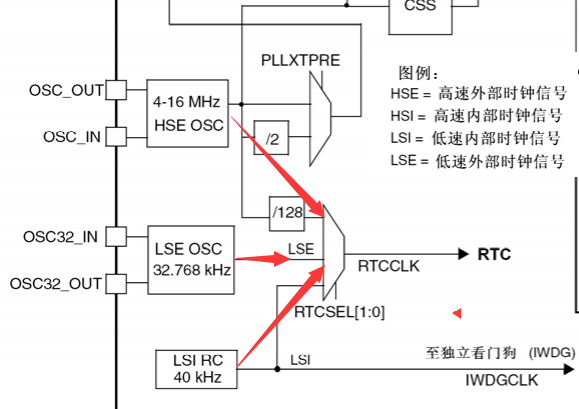 CSS
PLLXTPRE
图例：
OSC_OUT
4-16 MHz
HSE = 高速外部时钟信号
HSI = 高速内部时钟信号
HSE OSC
OSC_IN
/2
LSI = 低速内部时钟信号
LSE = 低速外部时钟信号
/128
OSC32_IN
LSE OSC
LSE
RTC
32.768 kHz
RTCCLK
OSC32_OUT
RTCSEL[1:0]
LSI RC
LSI
至独立看门狗 (IWDG)
40 kHz
IWDGCLK